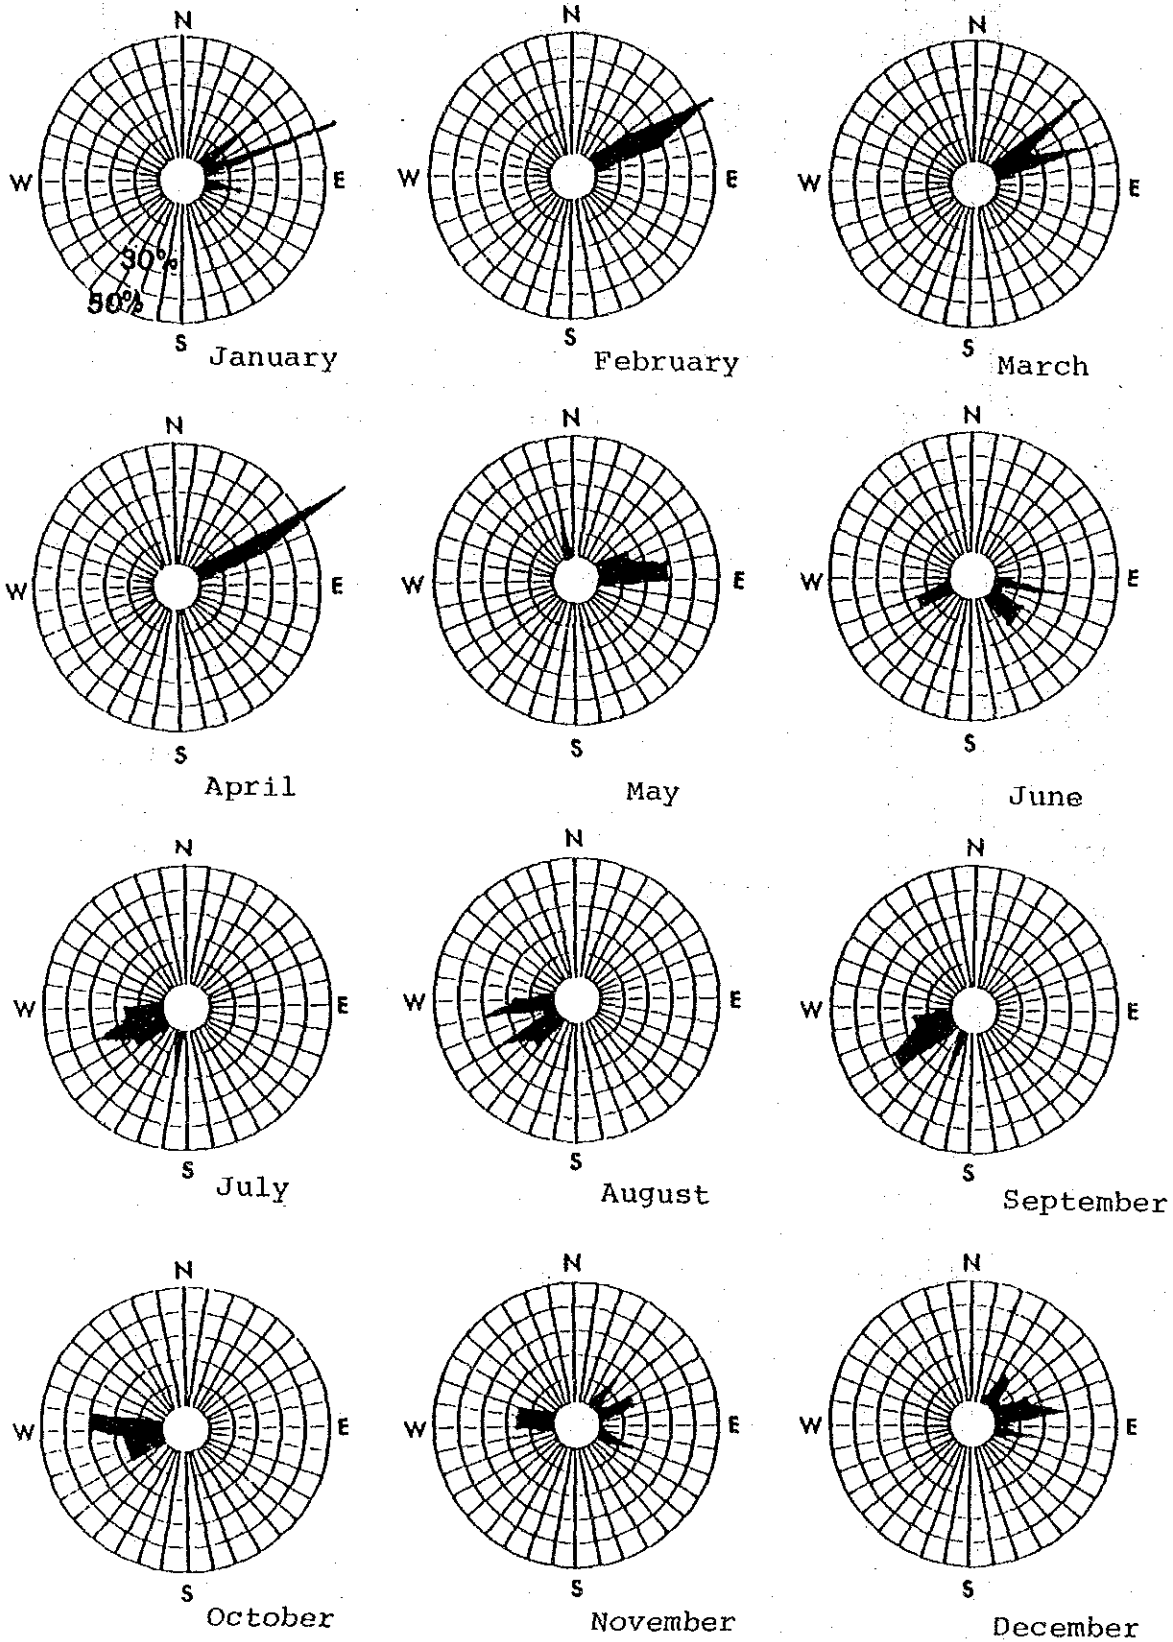 N N N
W E W E W E
30%
50%
S S S
January February March
N N N
W E W E W E
S S S
April May June
N N N
W E W E W E
S S S
July August September
N N N
W E W E W E
S S S
October November December